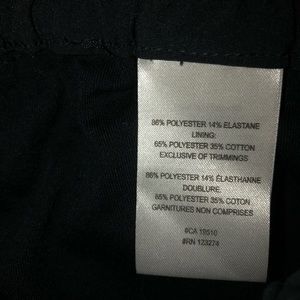 86% POLYESTER 14% ELASTANE
LINING:
65% POLYESTER 35% COTTON
EXCLUSIVE OF TRIMMINGS
86% POLYESTER 14% ÉLASTHANNE
DOUBLURE:
65% POLYESTER 35% COTON
GARNITURES NON COMPRISES
#CA 19510
#RN 123274